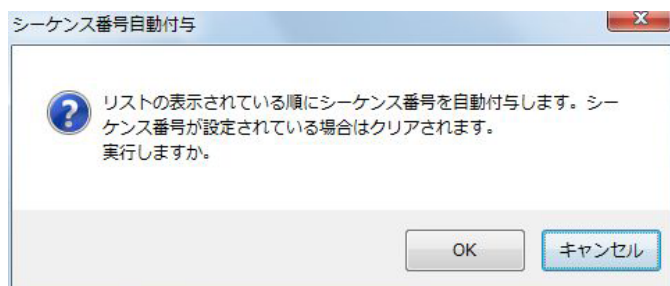 シーケンス番号自動付与
リストの表示されている順にシーケンス番号を自動付与します。シー
ケンス番号が設定されている場合はクリアされます。
実行しますか。
OK
キャンセル